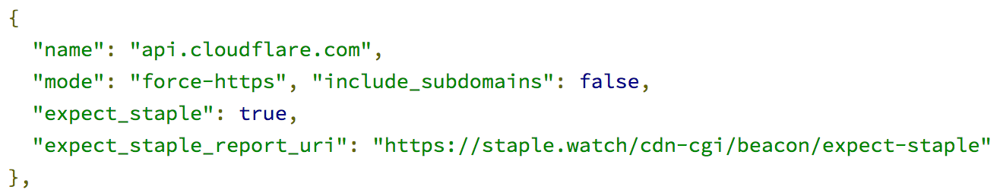 {
"name": "api.cloudflare.com",
"mode": "force-https", "include_subdomains": false,
"expect_staple": true,
"expect_staple_report_uri": "https://staple.watch/cdn-cgi/beacon/expect-staple"
},